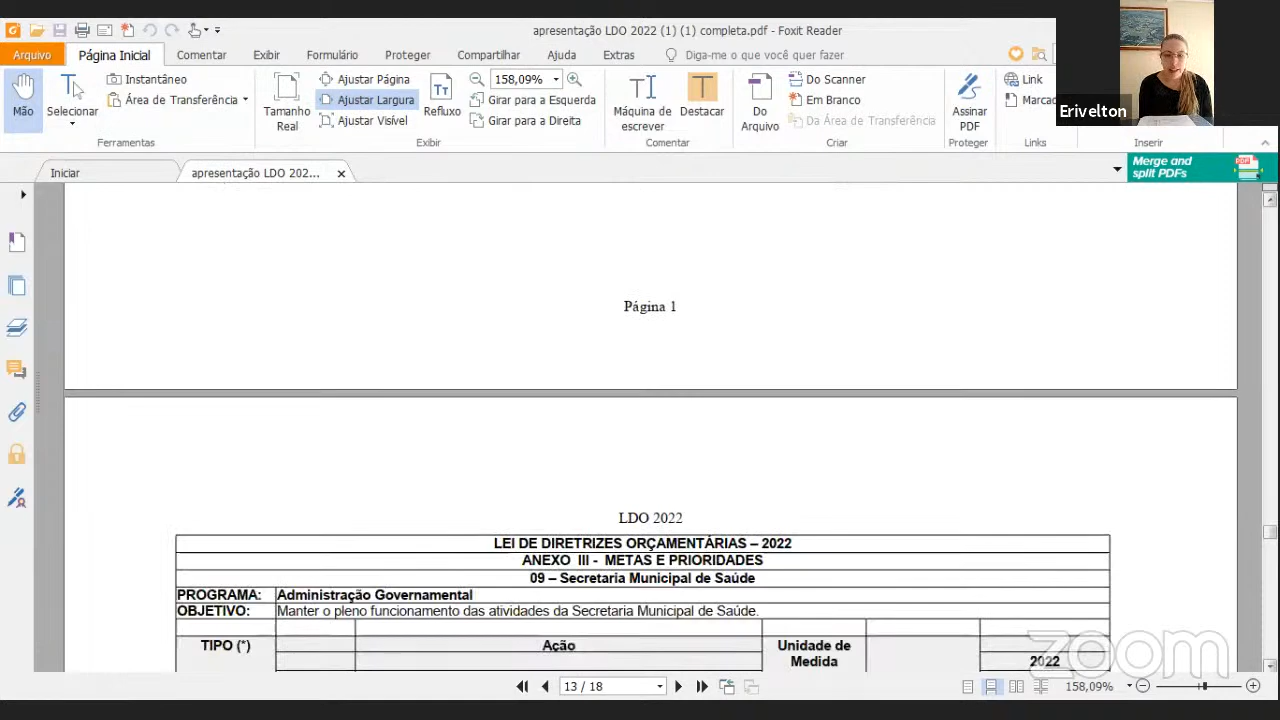 apresentação LDO 2022 (1) (1) completa.pdf - Foxit Reader
Arquivo Página Inicial Comentar Exibir Formulário Proteger Compartilhar Ajuda Extras Diga-me o que você quer fazer
Mão
Selecionar
Instantâneo
Área de Transferência
Ferramentas
Tamanho Real
Ajustar Página
Ajustar Largura
Ajustar Visível
Refluxo
158,09%
Girar para a Esquerda
Girar para a Direita
Exibir
Máquina de escrever
Destacar
Comentar
Do Arquivo
Do Scanner
Em Branco
Da Área de Transferência
Criar
Assinar PDF
Proteger
Link
Marcad
Links
Inserir
Erivelton
Iniciar
apresentação LDO 202...
Merge and
split PDFs
Página 1
LDO 2022
LEI DE DIRETRIZES ORÇAMENTÁRIAS – 2022
ANEXO III - METAS E PRIORIDADES
09 – Secretaria Municipal de Saúde
PROGRAMA: Administração Governamental
OBJETIVO: Manter o pleno funcionamento das atividades da Secretaria Municipal de Saúde.
TIPO (*) Ação Unidade de
Medida 2022
zoom
13 / 18
158,09%